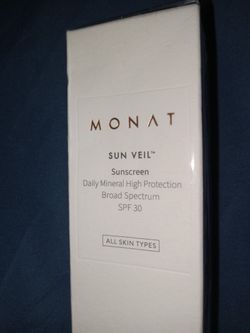 MONAT
SUN VEIL™
Sunscreen
Daily Mineral High Protection
Broad Spectrum
SPF 30
ALL SKIN TYPES